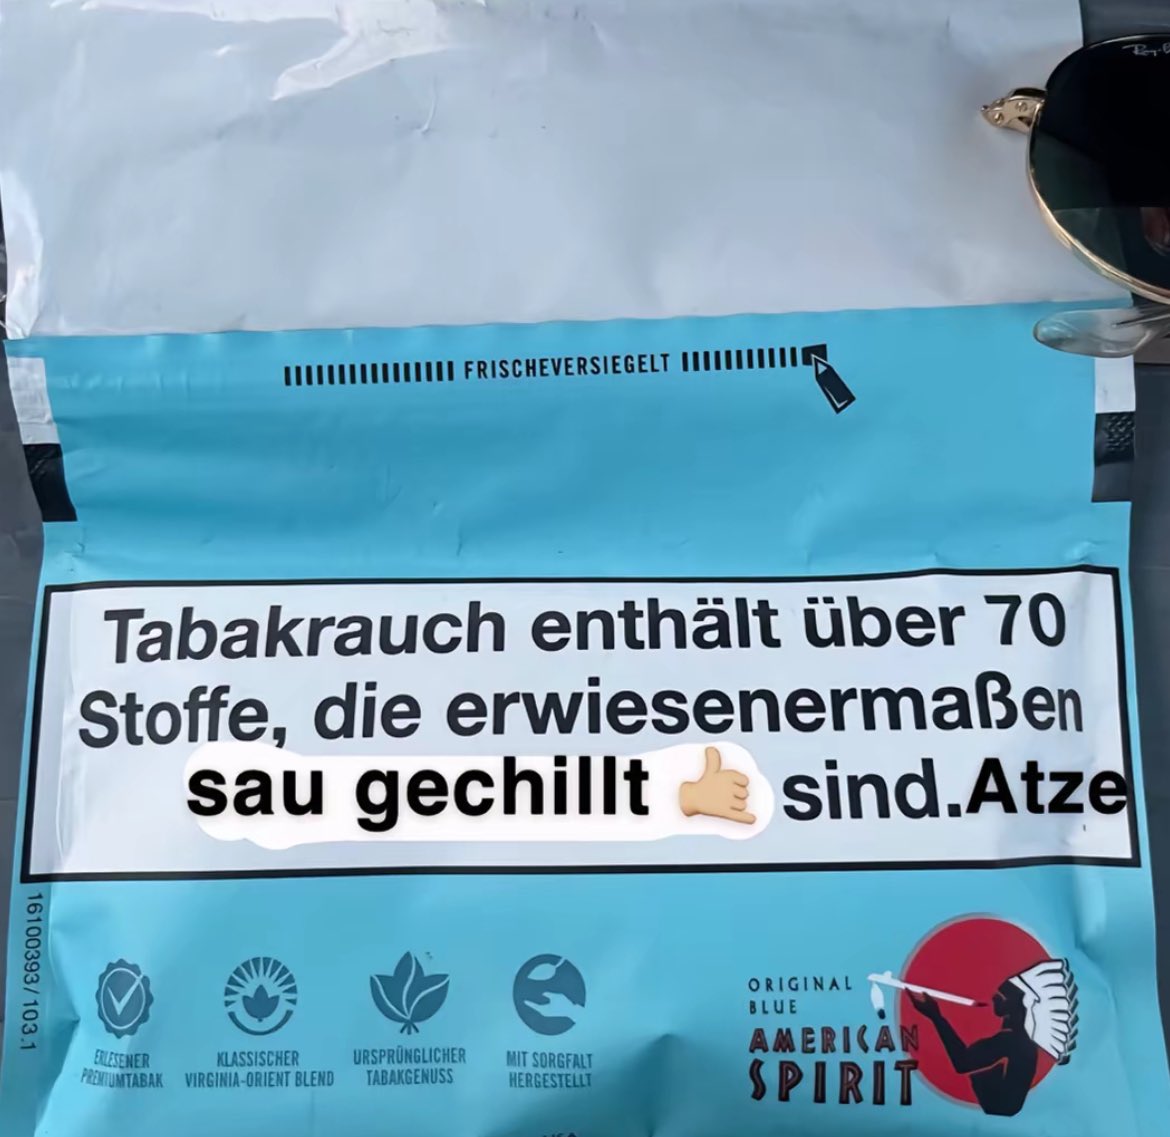 Ray-B
FRISCHEVERSIEGELT
Tabakrauch enthält über 70
Stoffe, die erwiesenermaßen
sau gechillt 🤙🏼 sind.Atze
16100393/103.1
ERLESENER
PREMIUMTABAK
KLASSISCHER
VIRGINIA-ORIENT BLEND
URSPRÜNGLICHER
TABAKGENUSS
MIT SORGFALT
HERGESTELLT
ORIGINAL
BLUE
AMERICAN
SPIRIT